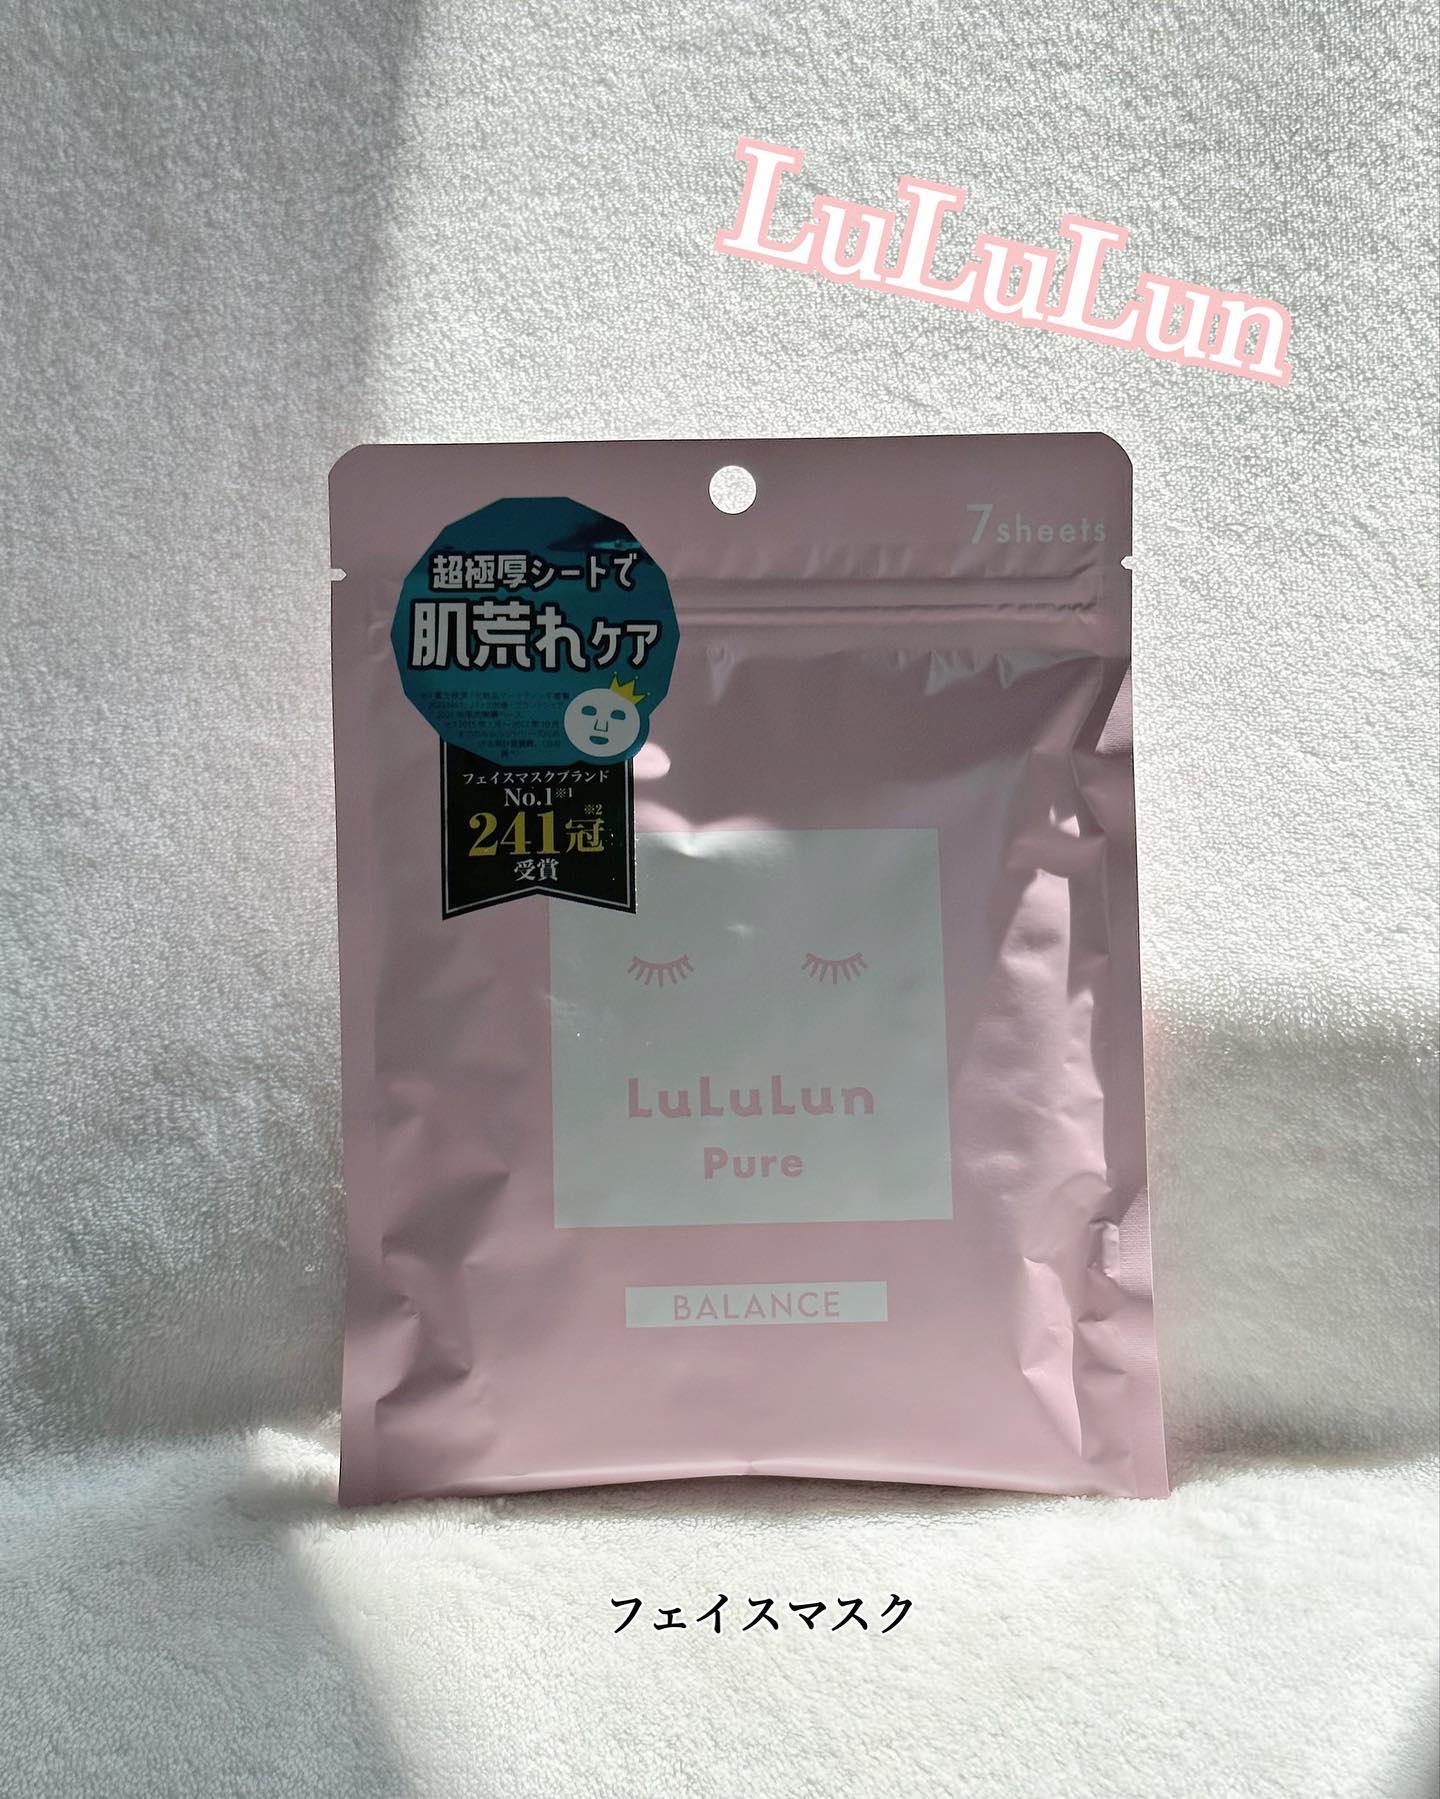 LuLuLun
7sheets
超極厚シートで
肌荒れケア
フェイスマスクブランド
No.1※1
241冠※2
受賞
LuLuLun
Pure
BALANCE
フェイスマスク